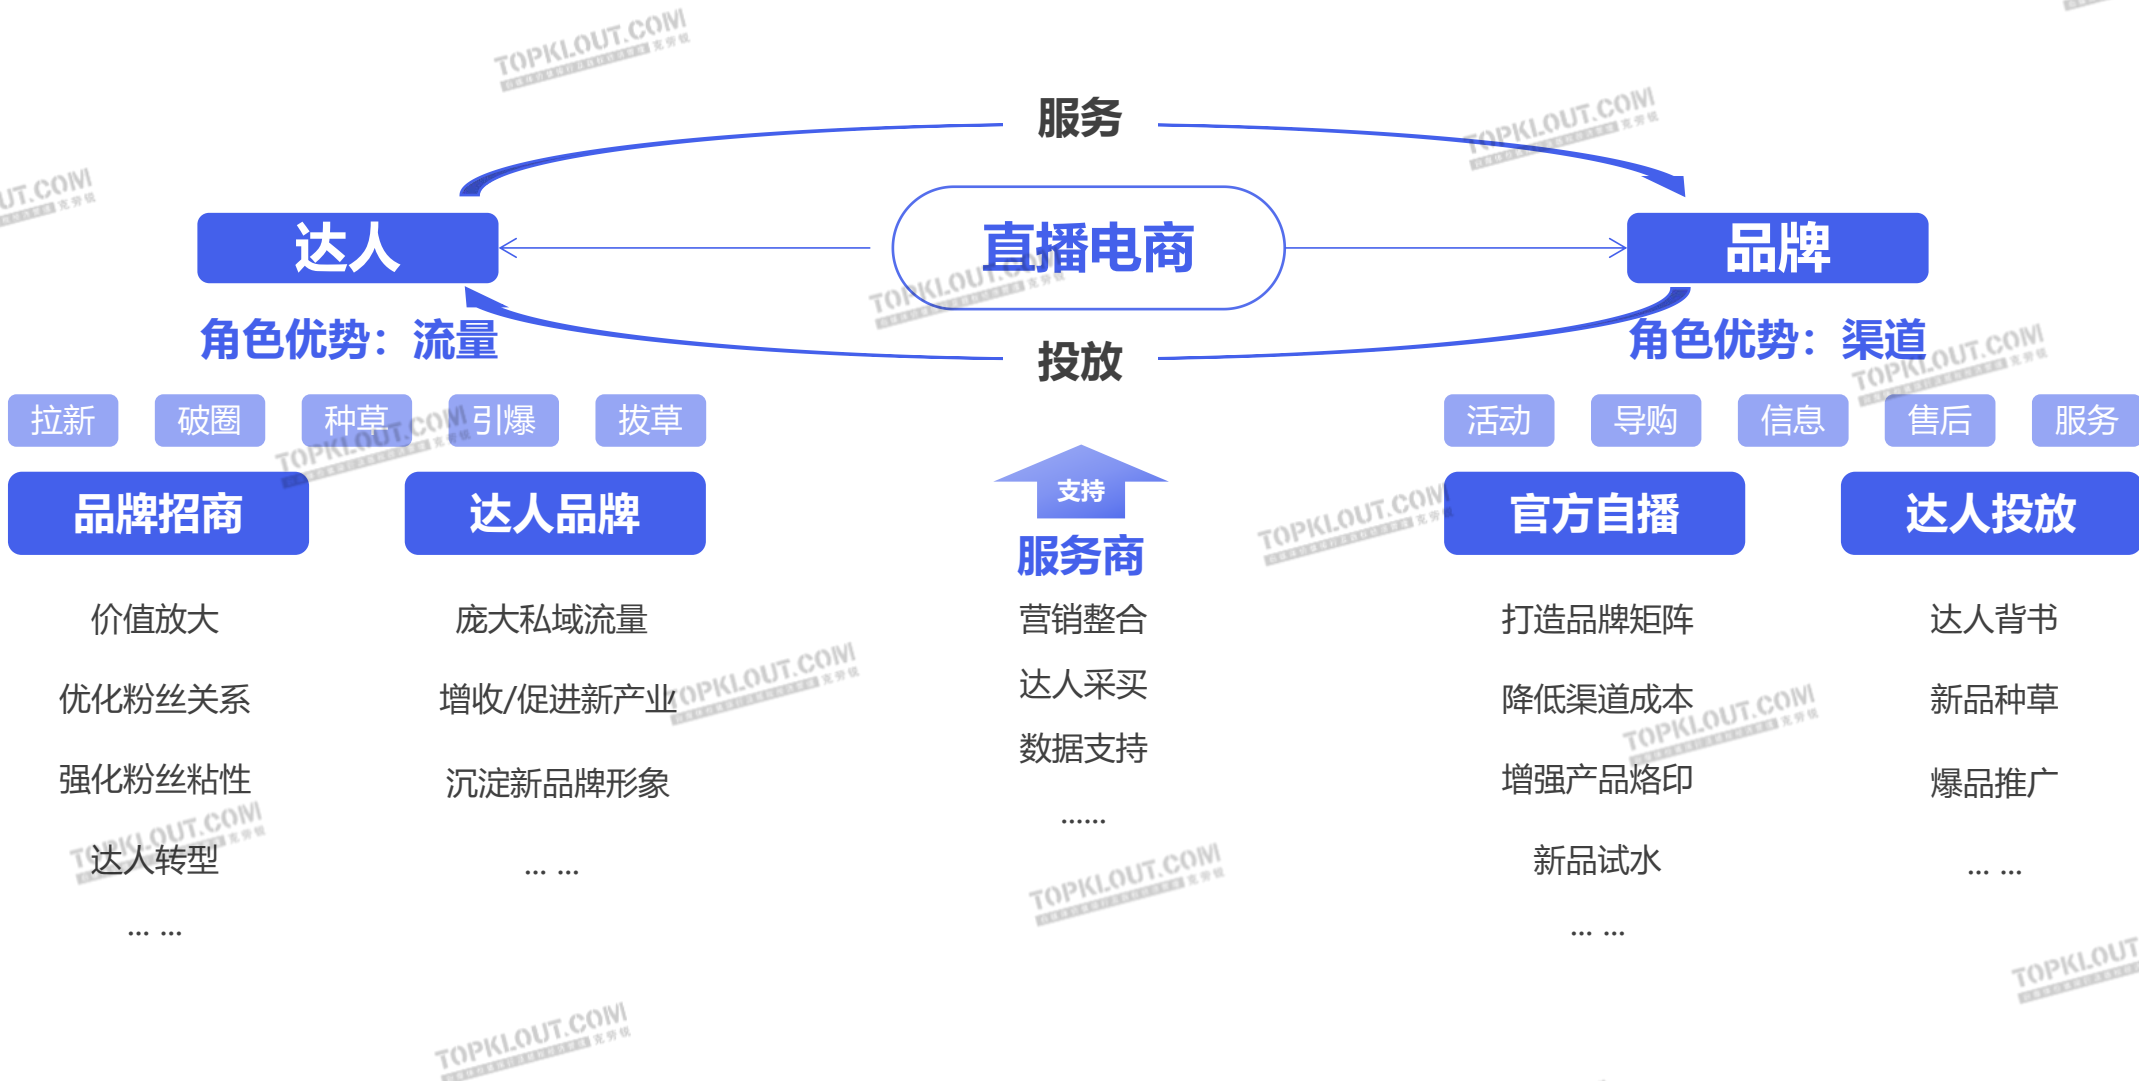 服务
达人
直播电商
品牌
角色优势：流量
投放
角色优势：渠道
拉新 破圈 种草 引爆 拔草
活动 导购 信息 售后 服务
品牌招商
价值放大
优化粉丝关系
强化粉丝粘性
达人转型
... ...
达人品牌
庞大私域流量
增收/促进新产业
沉淀新品牌形象
... ...
支持
服务商
营销整合
达人采买
数据支持
......
官方自播
打造品牌矩阵
降低渠道成本
增强产品烙印
新品试水
... ...
达人投放
达人背书
新品种草
爆品推广
... ...
TOPKLOUT.COM
克劳锐